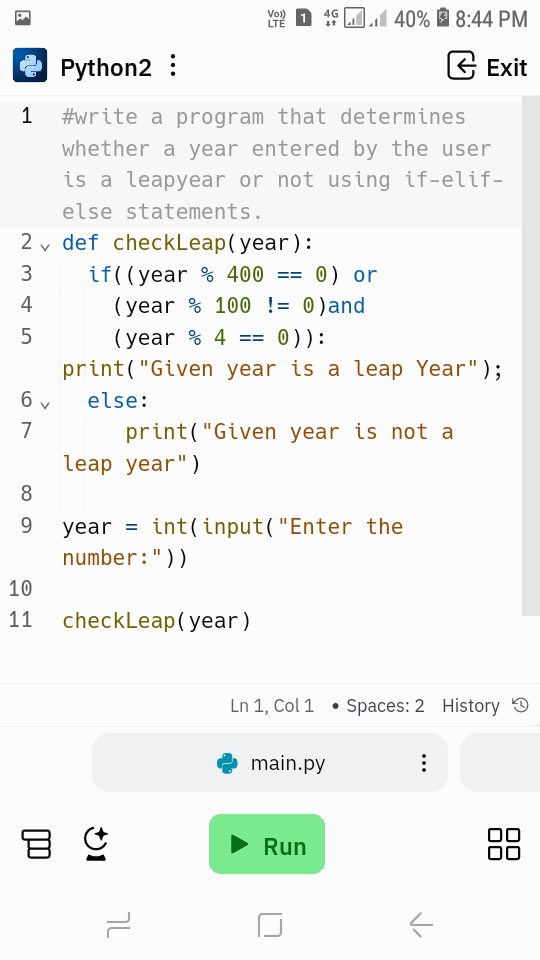 Vo)) LTE 1 4G 40% 8:44 PM
Python2 Exit
1 #write a program that determines
whether a year entered by the user
is a leapyear or not using if-elif-
else statements.
2 def checkLeap(year):
3 if((year % 400 == 0) or
4 (year % 100 != 0)and
5 (year % 4 == 0)):
print("Given year is a leap Year");
6 else:
7 print("Given year is not a
leap year")
8
9 year = int(input("Enter the
number:"))
10
11 checkLeap(year)
Ln 1, Col 1 • Spaces: 2 History
main.py
Run